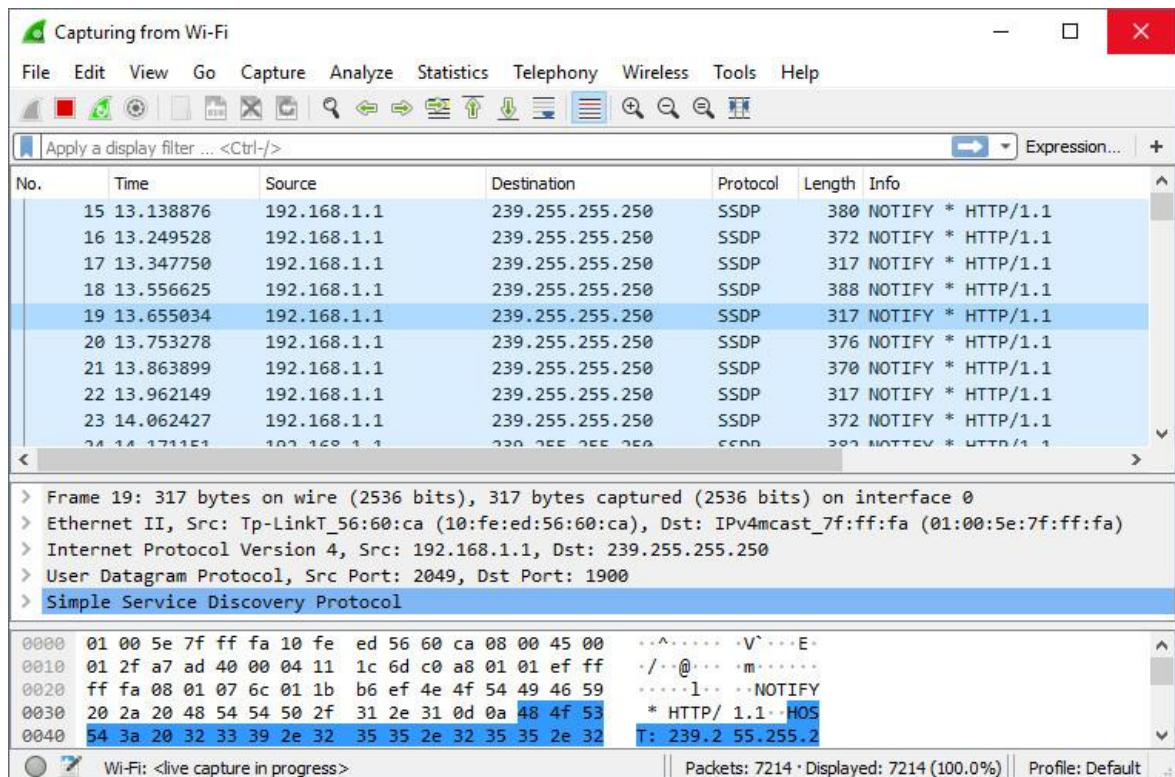 Capturing from Wi-Fi
File Edit View Go Capture Analyze Statistics Telephony Wireless Tools Help
Apply a display filter ... <Ctrl-/> Expression... +
No. Time Source Destination Protocol Length Info
15 13.138876 192.168.1.1 239.255.255.250 SSDP 380 NOTIFY * HTTP/1.1
16 13.249528 192.168.1.1 239.255.255.250 SSDP 372 NOTIFY * HTTP/1.1
17 13.347750 192.168.1.1 239.255.255.250 SSDP 317 NOTIFY * HTTP/1.1
18 13.556625 192.168.1.1 239.255.255.250 SSDP 388 NOTIFY * HTTP/1.1
19 13.655034 192.168.1.1 239.255.255.250 SSDP 317 NOTIFY * HTTP/1.1
20 13.753278 192.168.1.1 239.255.255.250 SSDP 376 NOTIFY * HTTP/1.1
21 13.863899 192.168.1.1 239.255.255.250 SSDP 370 NOTIFY * HTTP/1.1
22 13.962149 192.168.1.1 239.255.255.250 SSDP 317 NOTIFY * HTTP/1.1
23 14.062427 192.168.1.1 239.255.255.250 SSDP 372 NOTIFY * HTTP/1.1
24 14.171151 192.168.1.1 239.255.255.250 SSDP 382 NOTIFY * HTTP/1.1
> Frame 19: 317 bytes on wire (2536 bits), 317 bytes captured (2536 bits) on interface 0
> Ethernet II, Src: Tp-LinkT_56:60:ca (10:fe:ed:56:60:ca), Dst: IPv4mcast_7f:ff:fa (01:00:5e:7f:ff:fa)
> Internet Protocol Version 4, Src: 192.168.1.1, Dst: 239.255.255.250
> User Datagram Protocol, Src Port: 2049, Dst Port: 1900
> Simple Service Discovery Protocol
0000 01 00 5e 7f ff fa 10 fe ed 56 60 ca 08 00 45 00 ··^····· ·V`···E·
0010 01 2f a7 ad 40 00 04 11 1c 6d c0 a8 01 01 ef ff ·/··@··· ·m······
0020 ff fa 08 01 07 6c 01 1b b6 ef 4e 4f 54 49 46 59 ·····l·· ··NOTIFY
0030 20 2a 20 48 54 54 50 2f 31 2e 31 0d 0a 48 4f 53 * HTTP/ 1.1··HOS
0040 54 3a 20 32 33 39 2e 32 35 35 2e 32 35 35 2e 32 T: 239.2 55.255.2
Wi-Fi: <live capture in progress> Packets: 7214 · Displayed: 7214 (100.0%) Profile: Default